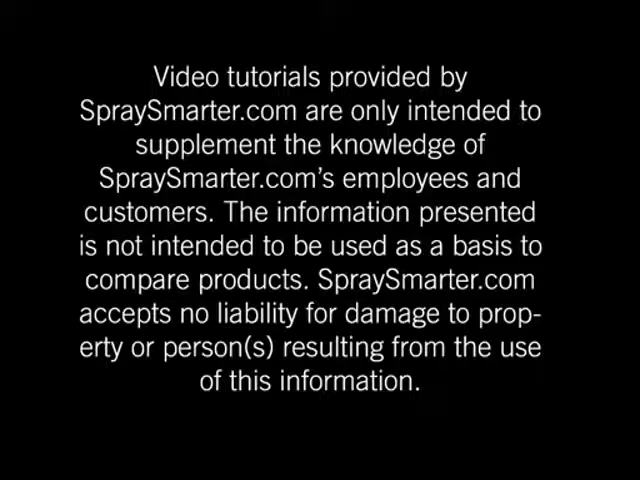 Video tutorials provided by
SpraySmarter.com are only intended to
supplement the knowledge of
SpraySmarter.com’s employees and
customers. The information presented
is not intended to be used as a basis to
compare products. SpraySmarter.com
accepts no liability for damage to prop-
erty or person(s) resulting from the use
of this information.